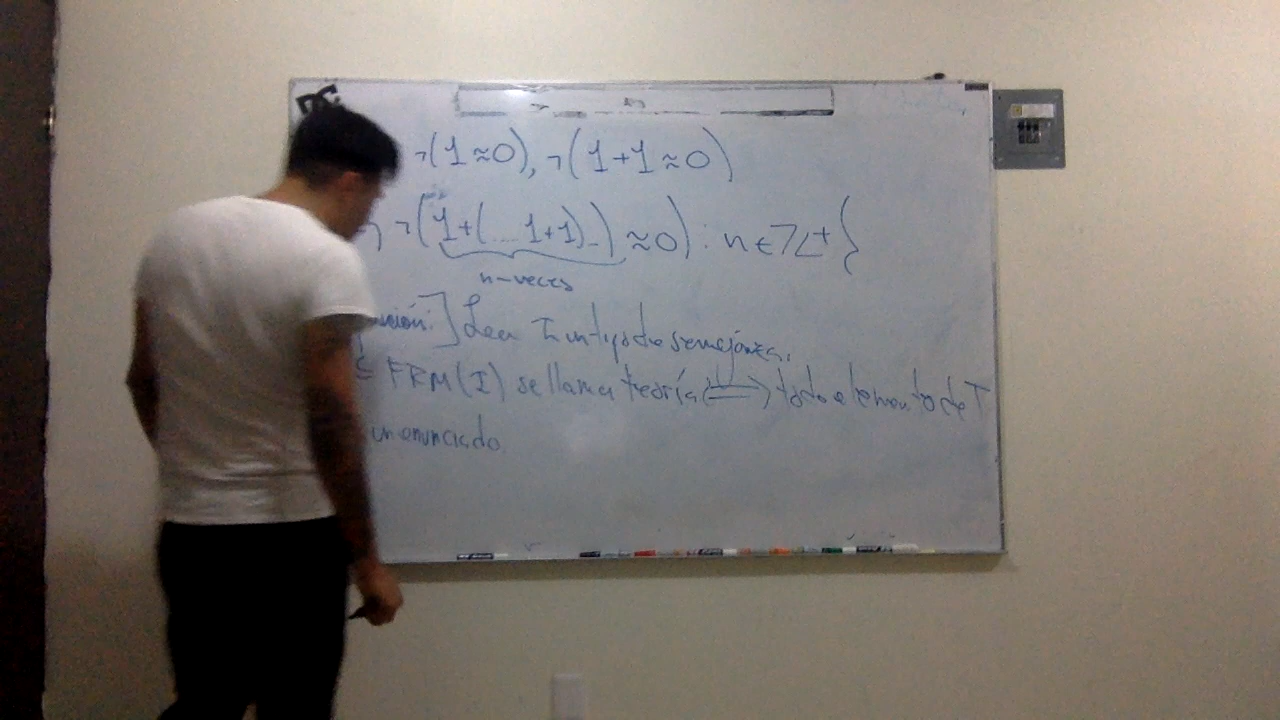 ¬(1≈0), ¬(1+1≈0)
¬(1+(... 1+1)...) ≈0) : n∈ℤ+}
n-veces
ición:] Sea I un tipo de semejanza.
⊆ FRM(I) se llama teoría (⟺) todo elemento de T
un enunciado.